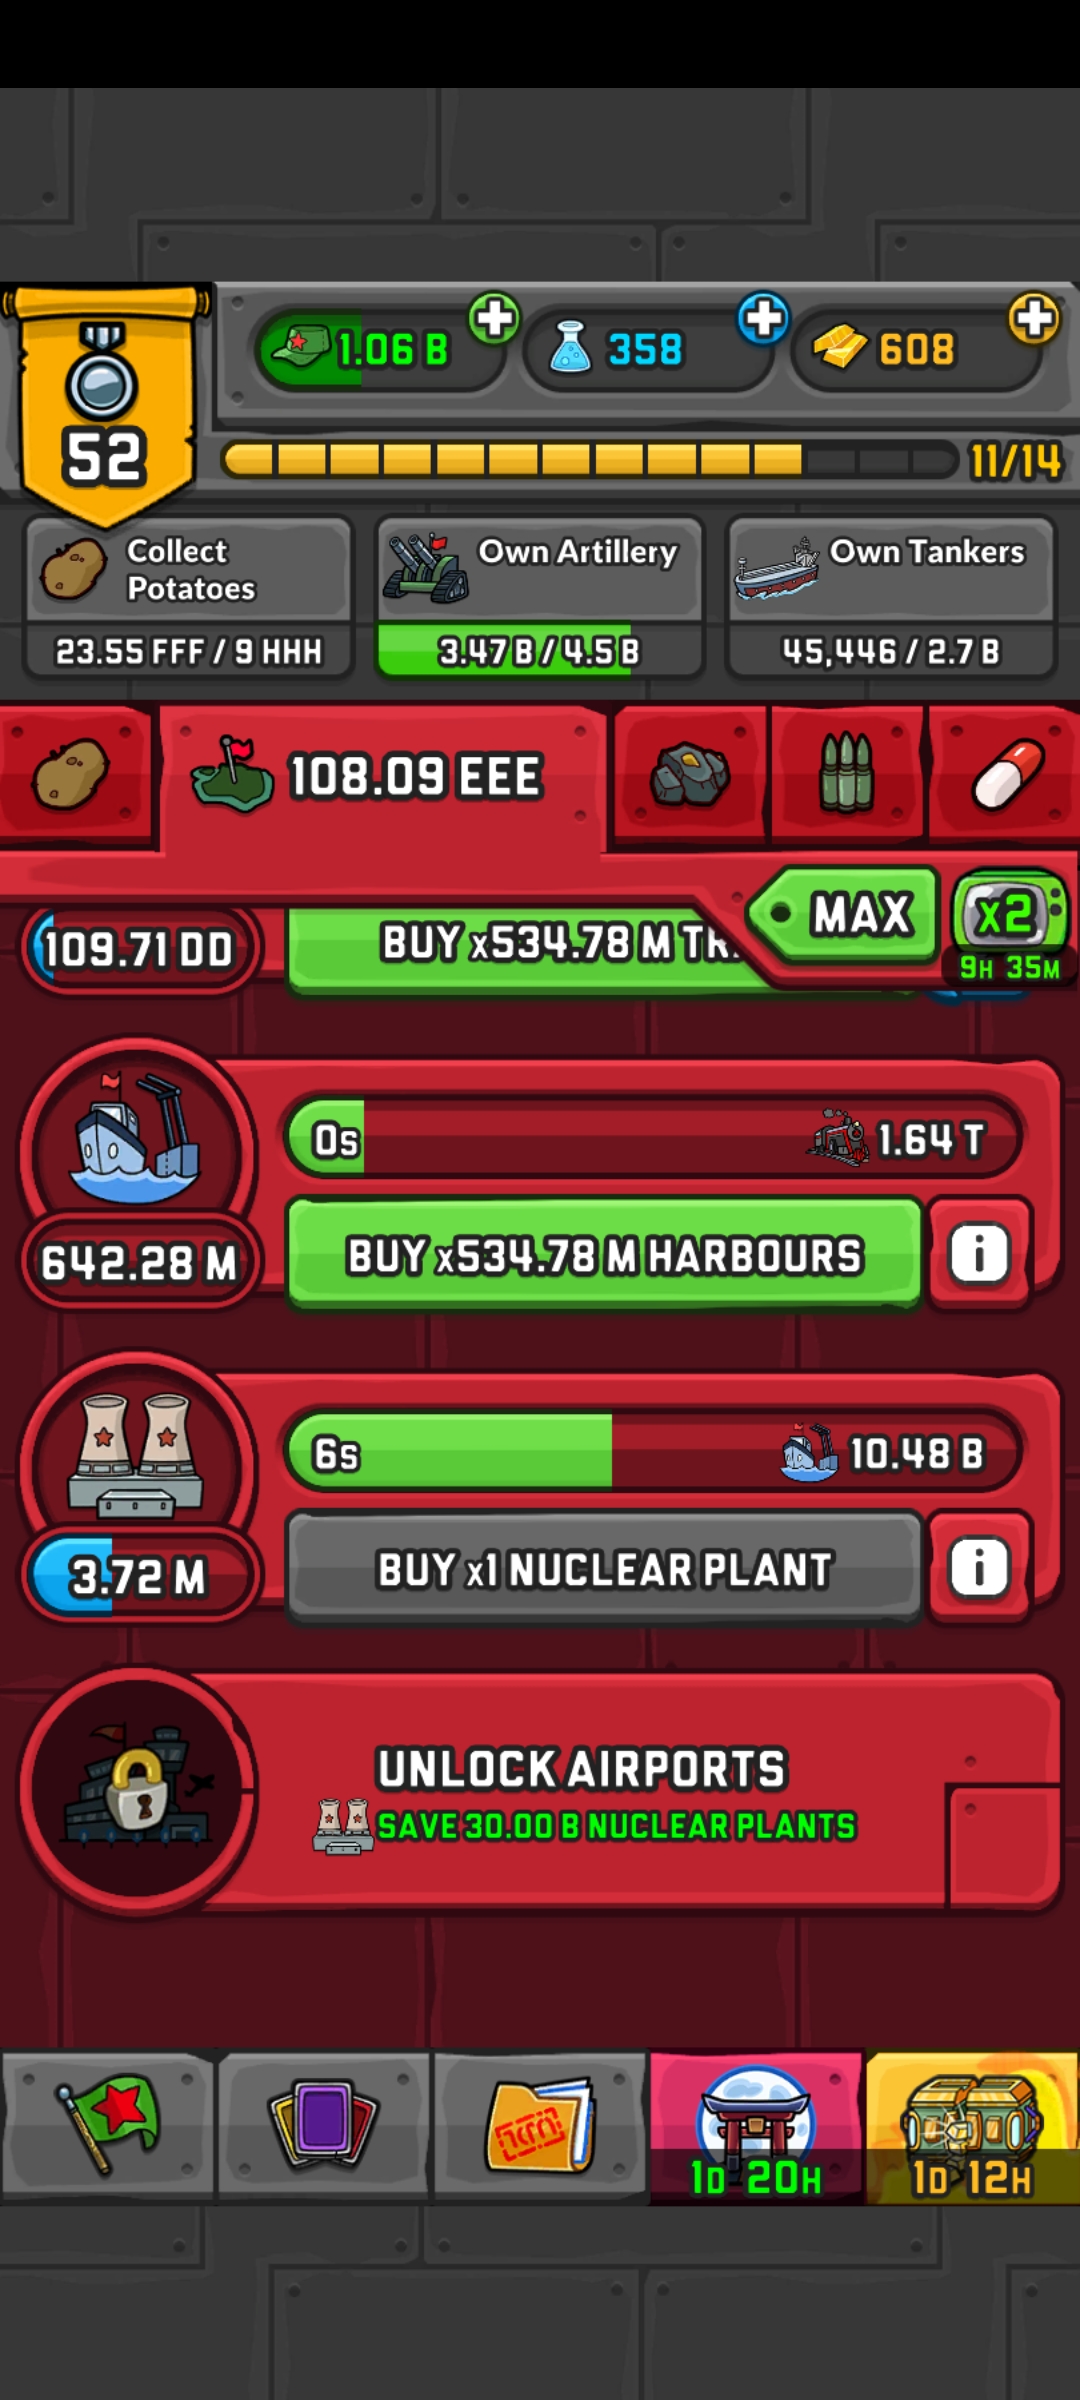 1.06 B
358
608
52
11/14
Collect
Potatoes
23.55 FFF / 9 HHH
Own Artillery
3.47 B / 4.5 B
Own Tankers
45,446 / 2.7 B
108.09 EEE
MAX
x2
9H 35M
109.71 DD
BUY x534.78 M
0s
1.64 T
642.28 M
BUY x534.78 M HARBOURS
i
6s
10.48 B
3.72 M
BUY x1 NUCLEAR PLANT
i
UNLOCK AIRPORTS
SAVE 30.00 B NUCLEAR PLANTS
1D 20H
1D 12H